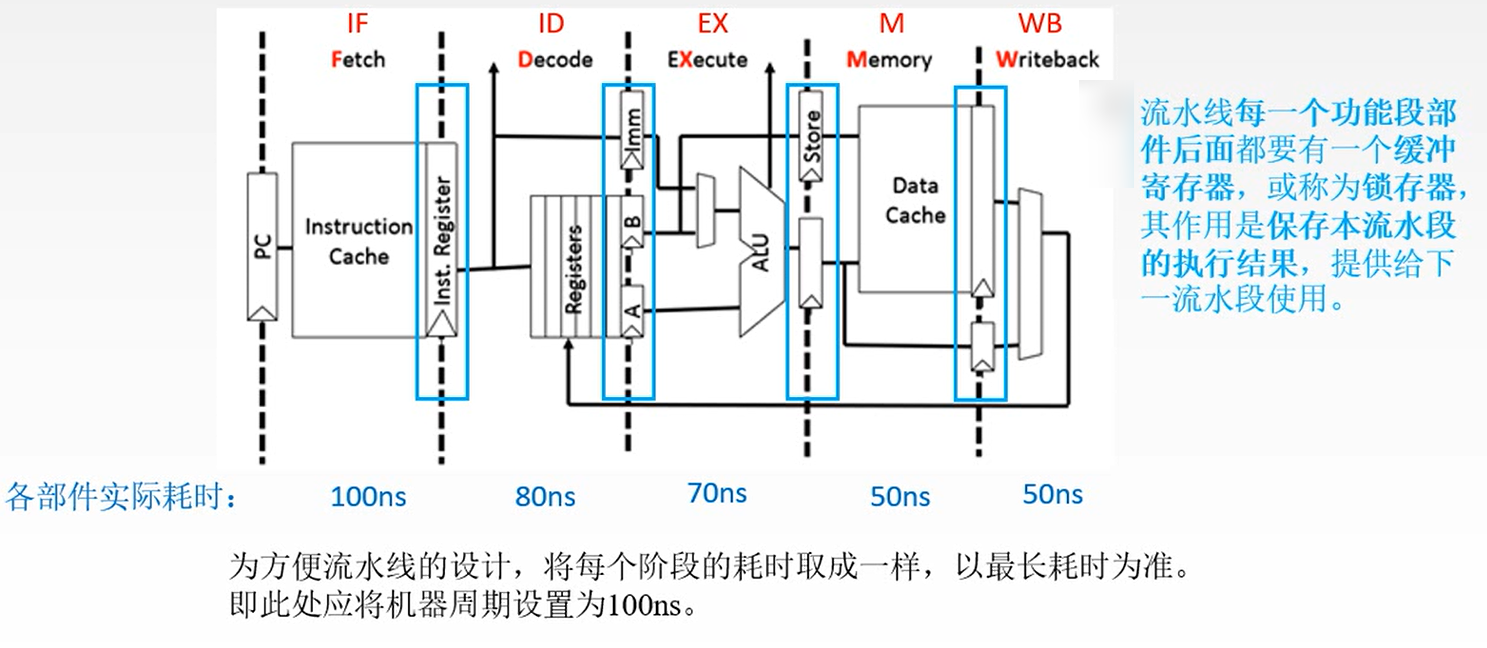 IF ID EX M WB
Fetch Decode EXecute Memory Writeback
PC
Instruction
Cache
Inst. Register
Registers
Imm
B
A
ALU
Store
Data
Cache
流水线每一个功能段部
件后面都要有一个缓冲
寄存器，或称为锁存器，
其作用是保存本流水段
的执行结果，提供给下
一流水段使用。
各部件实际耗时： 100ns 80ns 70ns 50ns 50ns
为方便流水线的设计，将每个阶段的耗时取成一样，以最长耗时为准。
即此处应将机器周期设置为100ns。